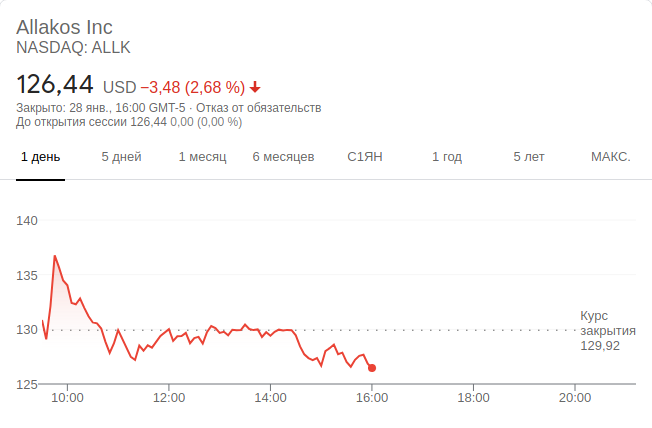 Allakos Inc
NASDAQ: ALLK
126,44 USD −3,48 (2,68 %)
Закрыто: 28 янв., 16:00 GMT-5 · Отказ от обязательств
До открытия сессии 126,44 0,00 (0,00 %)
1 день 5 дней 1 месяц 6 месяцев С1ЯН 1 год 5 лет МАКС.
140
135
130
125
Курс
закрытия
129,92
10:00 12:00 14:00 16:00 18:00 20:00